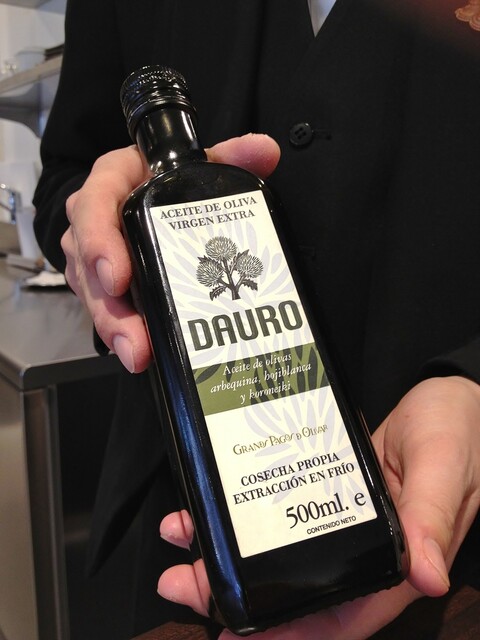 ACEITE DE OLIVA
VIRGEN EXTRA
DAURO
Aceite de olivas
arbequina, hojiblanca
y koroneiki
GRANDES PAGOS D OLIVAR
COSECHA PROPIA
EXTRACCIÓN EN FRÍO
500ml. e
CONTENIDO NETO